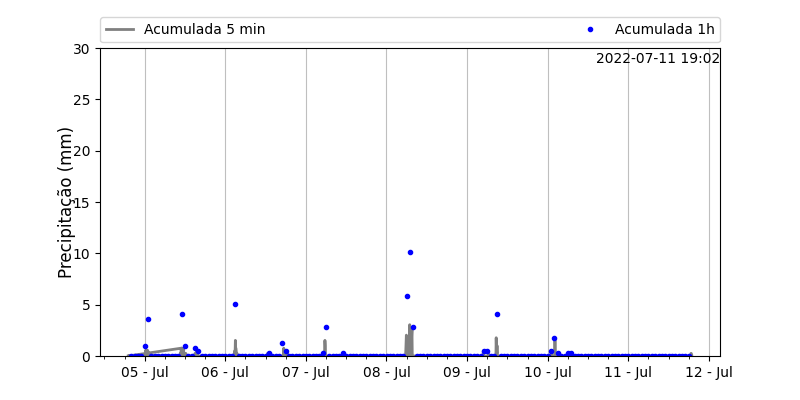 Acumulada 5 min
Acumulada 1h
2022-07-11 19:02
Precipitação (mm)
30
25
20
15
10
5
0
05 - Jul
06 - Jul
07 - Jul
08 - Jul
09 - Jul
10 - Jul
11 - Jul
12 - Jul